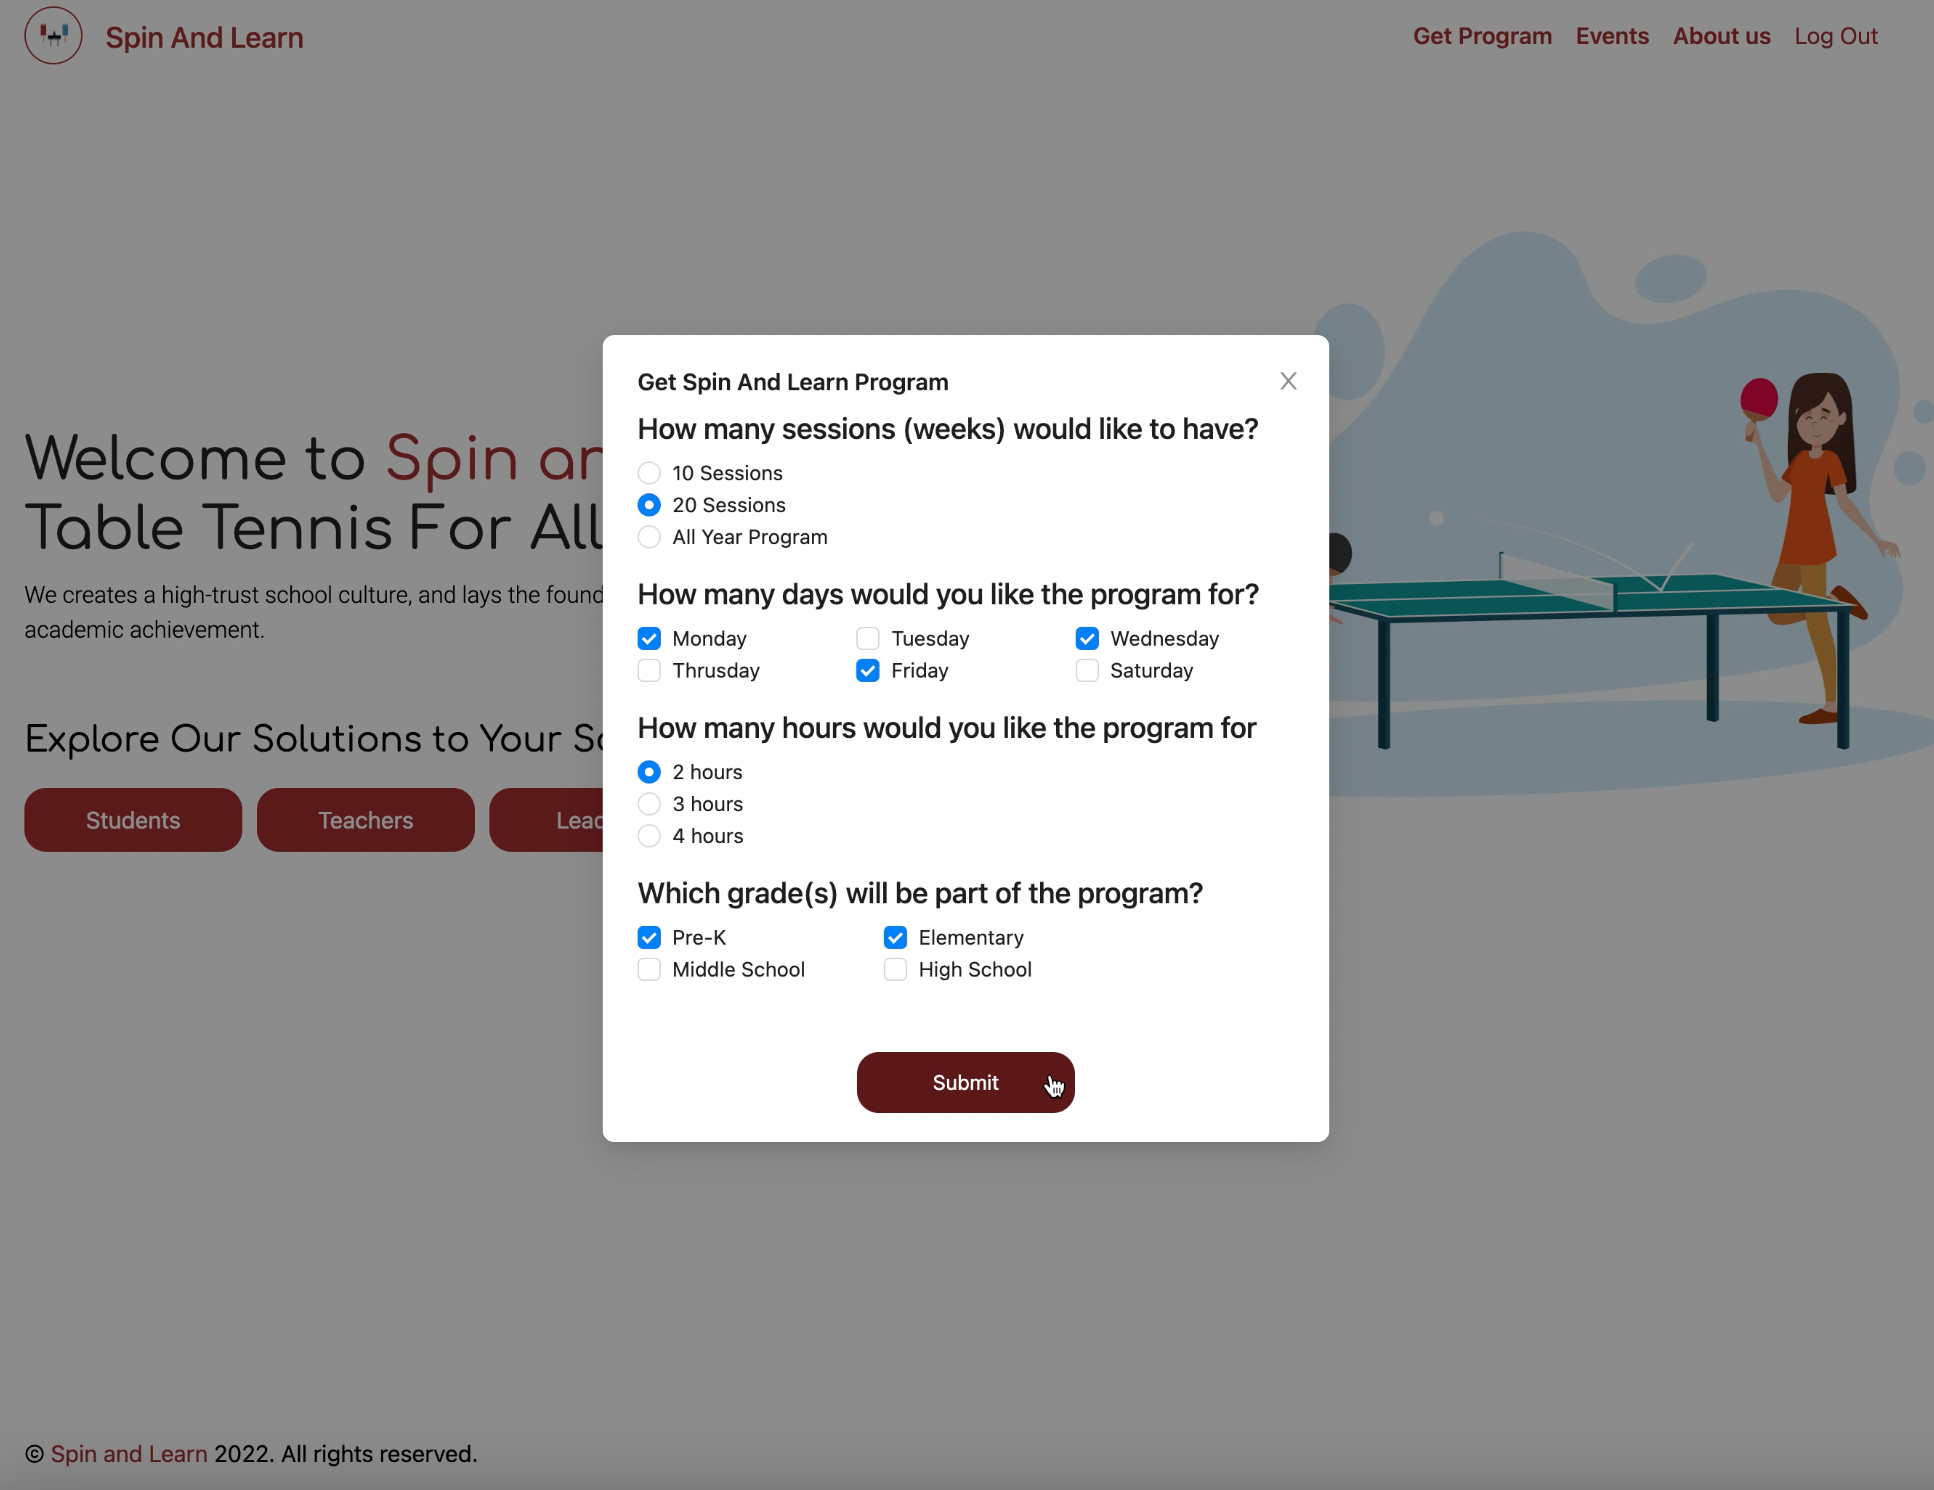 Spin And Learn
Get Program Events About us Log Out
Get Spin And Learn Program
How many sessions (weeks) would like to have?
10 Sessions
20 Sessions
All Year Program
How many days would you like the program for?
Monday Tuesday Wednesday
Thrusday Friday Saturday
How many hours would you like the program for
2 hours
3 hours
4 hours
Which grade(s) will be part of the program?
Pre-K Elementary
Middle School High School
Submit
Welcome to Spin
Table Tennis For All
We creates a high-trust school culture, and lays the
academic achievement.
Explore Our Solutions to Your
Students Teachers
© Spin and Learn 2022. All rights reserved.